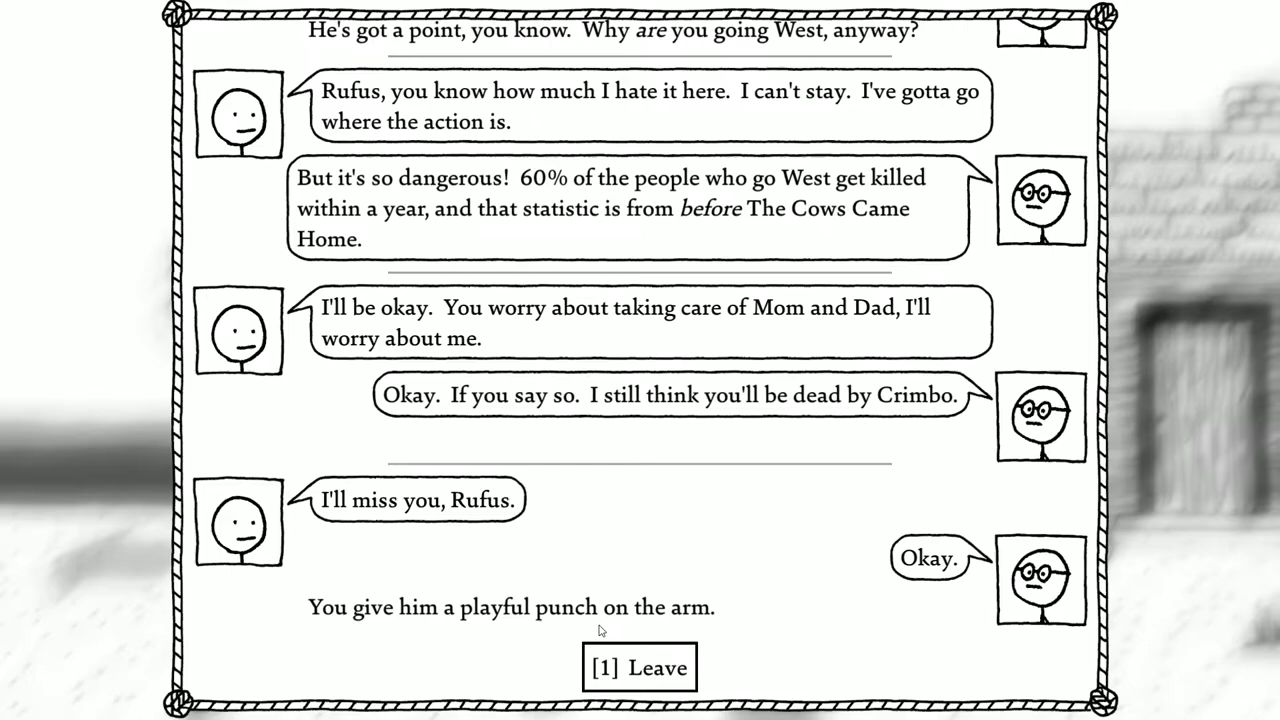 He's got a point, you know.  Why are you going West, anyway?
Rufus, you know how much I hate it here.  I can't stay.  I've gotta go
where the action is.
But it's so dangerous!  60% of the people who go West get killed
within a year, and that statistic is from before The Cows Came
Home.
I'll be okay.  You worry about taking care of Mom and Dad, I'll
worry about me.
Okay.  If you say so.  I still think you'll be dead by Crimbo.
I'll miss you, Rufus.
Okay.
You give him a playful punch on the arm.
[1] Leave